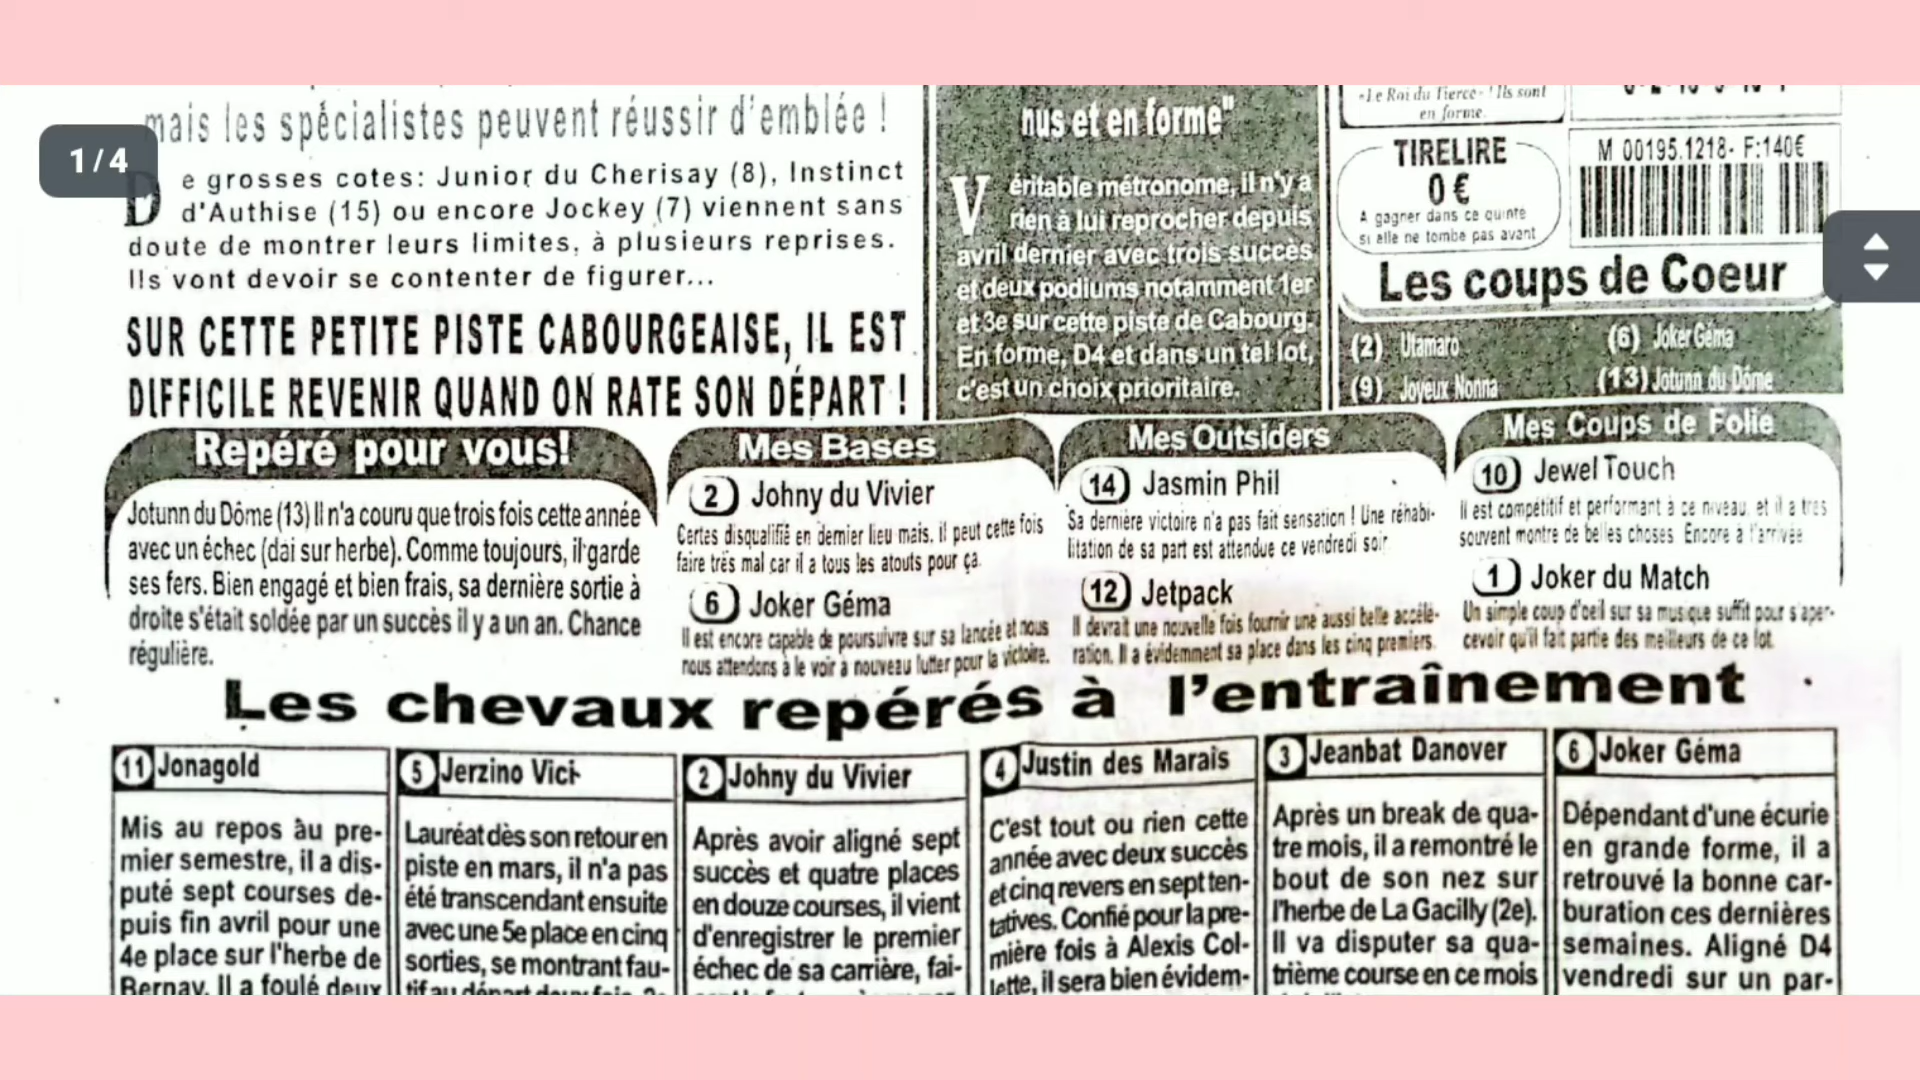 mais les spécialistes peuvent réussir d'emblée !
1 / 4
De grosses cotes: Junior du Cherisay (8), Instinct
d'Authise (15) ou encore Jockey (7) viennent sans
doute de montrer leurs limites, à plusieurs reprises.
Ils vont devoir se contenter de figurer...
SUR CETTE PETITE PISTE CABOURGEAISE, IL EST
DIFFICILE REVENIR QUAND ON RATE SON DÉPART !
nus et en forme"
Véritable métronome, il n'y a
rien à lui reprocher depuis
avril dernier avec trois succès
et deux podiums notamment 1er
et 3e sur cette piste de Cabourg.
En forme, D4 et dans un tel lot,
c'est un choix prioritaire.
«Le Roi du Tierce» ! Ils sont
en forme.
TIRELIRE
0 €
A gagner dans ce quinte
si elle ne tombe pas avant
M 00195.1218- F:140€
Les coups de Coeur
(2) Utamaro
(6) Joker Géma
(9) Joyeux Nonna
(13) Jotunn du Dôme
Repéré pour vous!
Jotunn du Dôme (13) Il n'a couru que trois fois cette année
avec un échec (dai sur herbe). Comme toujours, il garde
ses fers. Bien engagé et bien frais, sa dernière sortie à
droite s'était soldée par un succès il y a un an. Chance
régulière.
Mes Bases
2 Johny du Vivier
Certes disqualifié en dernier lieu mais, il peut cette fois
faire très mal car il a tous les atouts pour ça.
6 Joker Géma
Il est encore capable de poursuivre sur sa lancée et nous
nous attendons à le voir à nouveau lutter pour la victoire.
Mes Outsiders
14 Jasmin Phil
Sa dernière victoire n'a pas fait sensation ! Une réhabi-
litation de sa part est attendue ce vendredi soir.
12 Jetpack
Il devrait une nouvelle fois fournir une aussi belle accélé-
ration. Il a évidemment sa place dans les cinq premiers.
Mes Coups de Folie
10 Jewel Touch
Il est compétitif et performant à ce niveau et il a très
souvent montré de belles choses. Encore à l'arrivée
1 Joker du Match
Un simple coup d'oeil sur sa musique suffit pour s'aper-
cevoir qu'il fait partie des meilleurs de ce lot.
Les chevaux repérés à l'entraînement
11 Jonagold
Mis au repos au pre-
mier semestre, il a dis-
puté sept courses de-
puis fin avril pour une
4e place sur l'herbe de
Bernay. Il a foulé deux
5 Jerzino Vici
Lauréat dès son retour en
piste en mars, il n'a pas
été transcendant ensuite
avec une 5e place en cinq
sorties, se montrant fau-
2 Johny du Vivier
Après avoir aligné sept
succès et quatre places
en douze courses, il vient
d'enregistrer le premier
échec de sa carrière, fai-
4 Justin des Marais
C'est tout ou rien cette
année avec deux succès
et cinq revers en sept ten-
tatives. Confié pour la pre-
mière fois à Alexis Col-
lette, il sera bien évidem-
3 Jeanbat Danover
Après un break de qua-
tre mois, il a remontré le
bout de son nez sur
l'herbe de La Gacilly (2e).
Il va disputer sa qua-
trième course en ce mois
6 Joker Géma
Dépendant d'une écurie
en grande forme, il a
retrouvé la bonne car-
buration ces dernières
semaines. Aligné D4
vendredi sur un par-